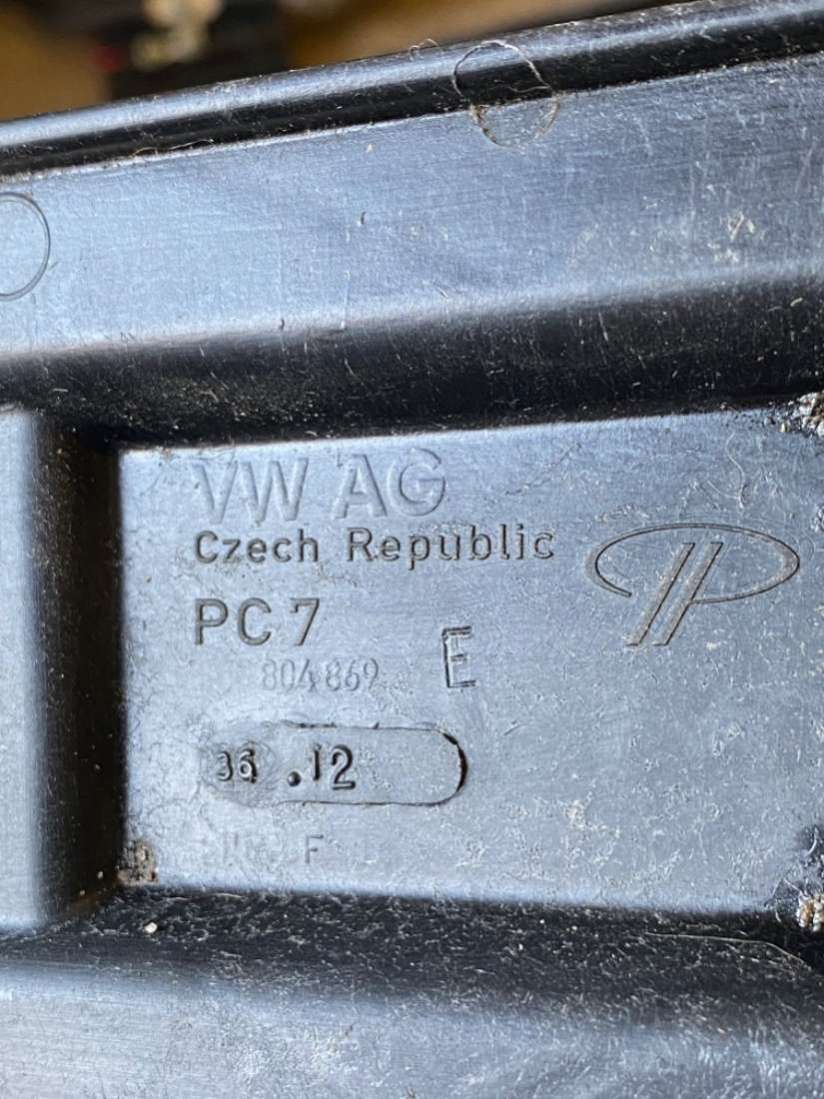 VW AG
Czech Republic
PC 7
E
804 869
36 .12
F